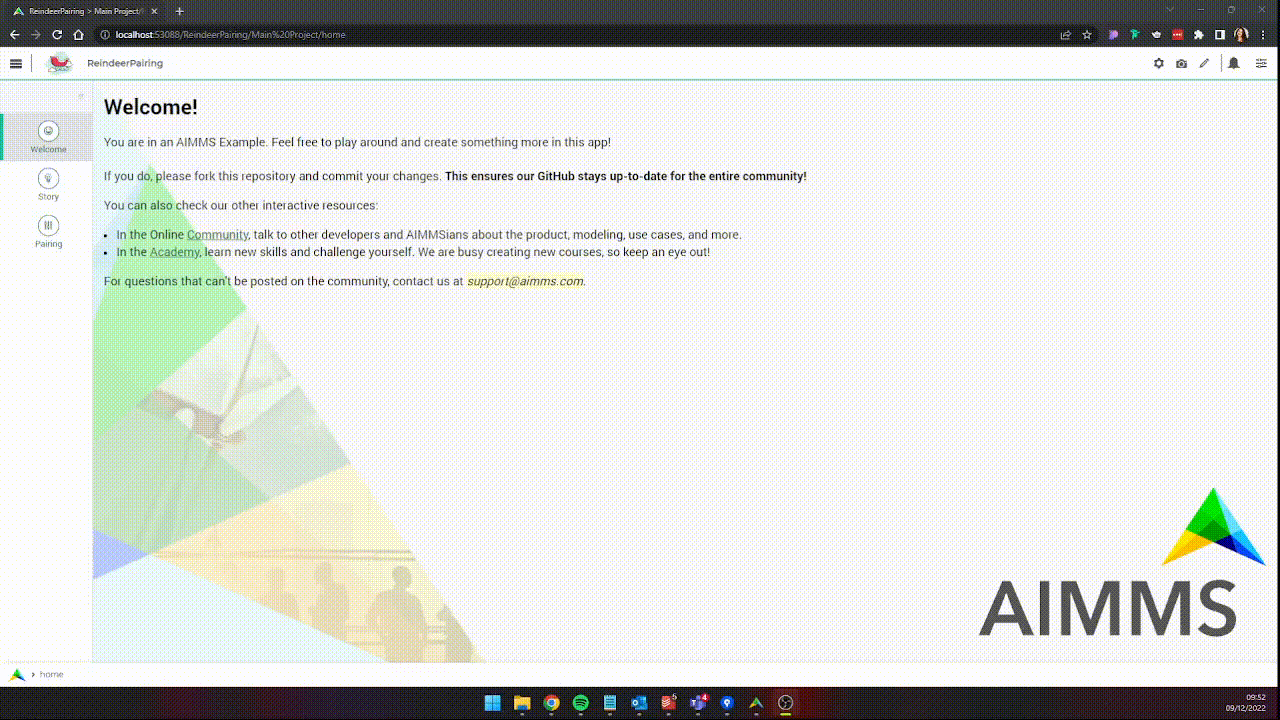 ReindeerPairing > Main Project/
localhost:53088/ReindeerPairing/Main%20Project/home
ReindeerPairing
Welcome
Story
Pairing
Welcome!
You are in an AIMMS Example. Feel free to play around and create something more in this app!
If you do, please fork this repository and commit your changes. This ensures our GitHub stays up-to-date for the entire community!
You can also check our other interactive resources:
• In the Online Community, talk to other developers and AIMMSians about the product, modeling, use cases, and more.
• In the Academy, learn new skills and challenge yourself. We are busy creating new courses, so keep an eye out!
For questions that can't be posted on the community, contact us at support@aimms.com.
AIMMS
home
5
4
09:52
09/12/2022